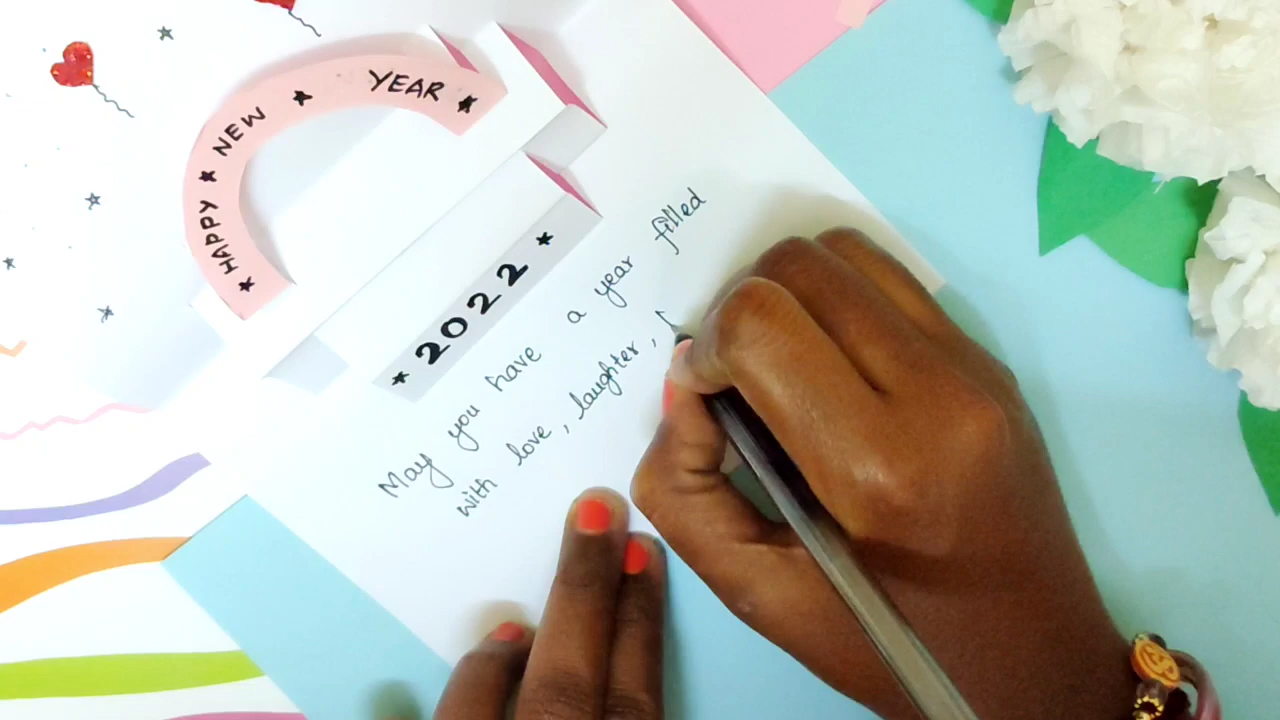 ★ HAPPY ★ NEW ★ YEAR ★
★ 2022 ★
May you have a year filled
with love, laughter,